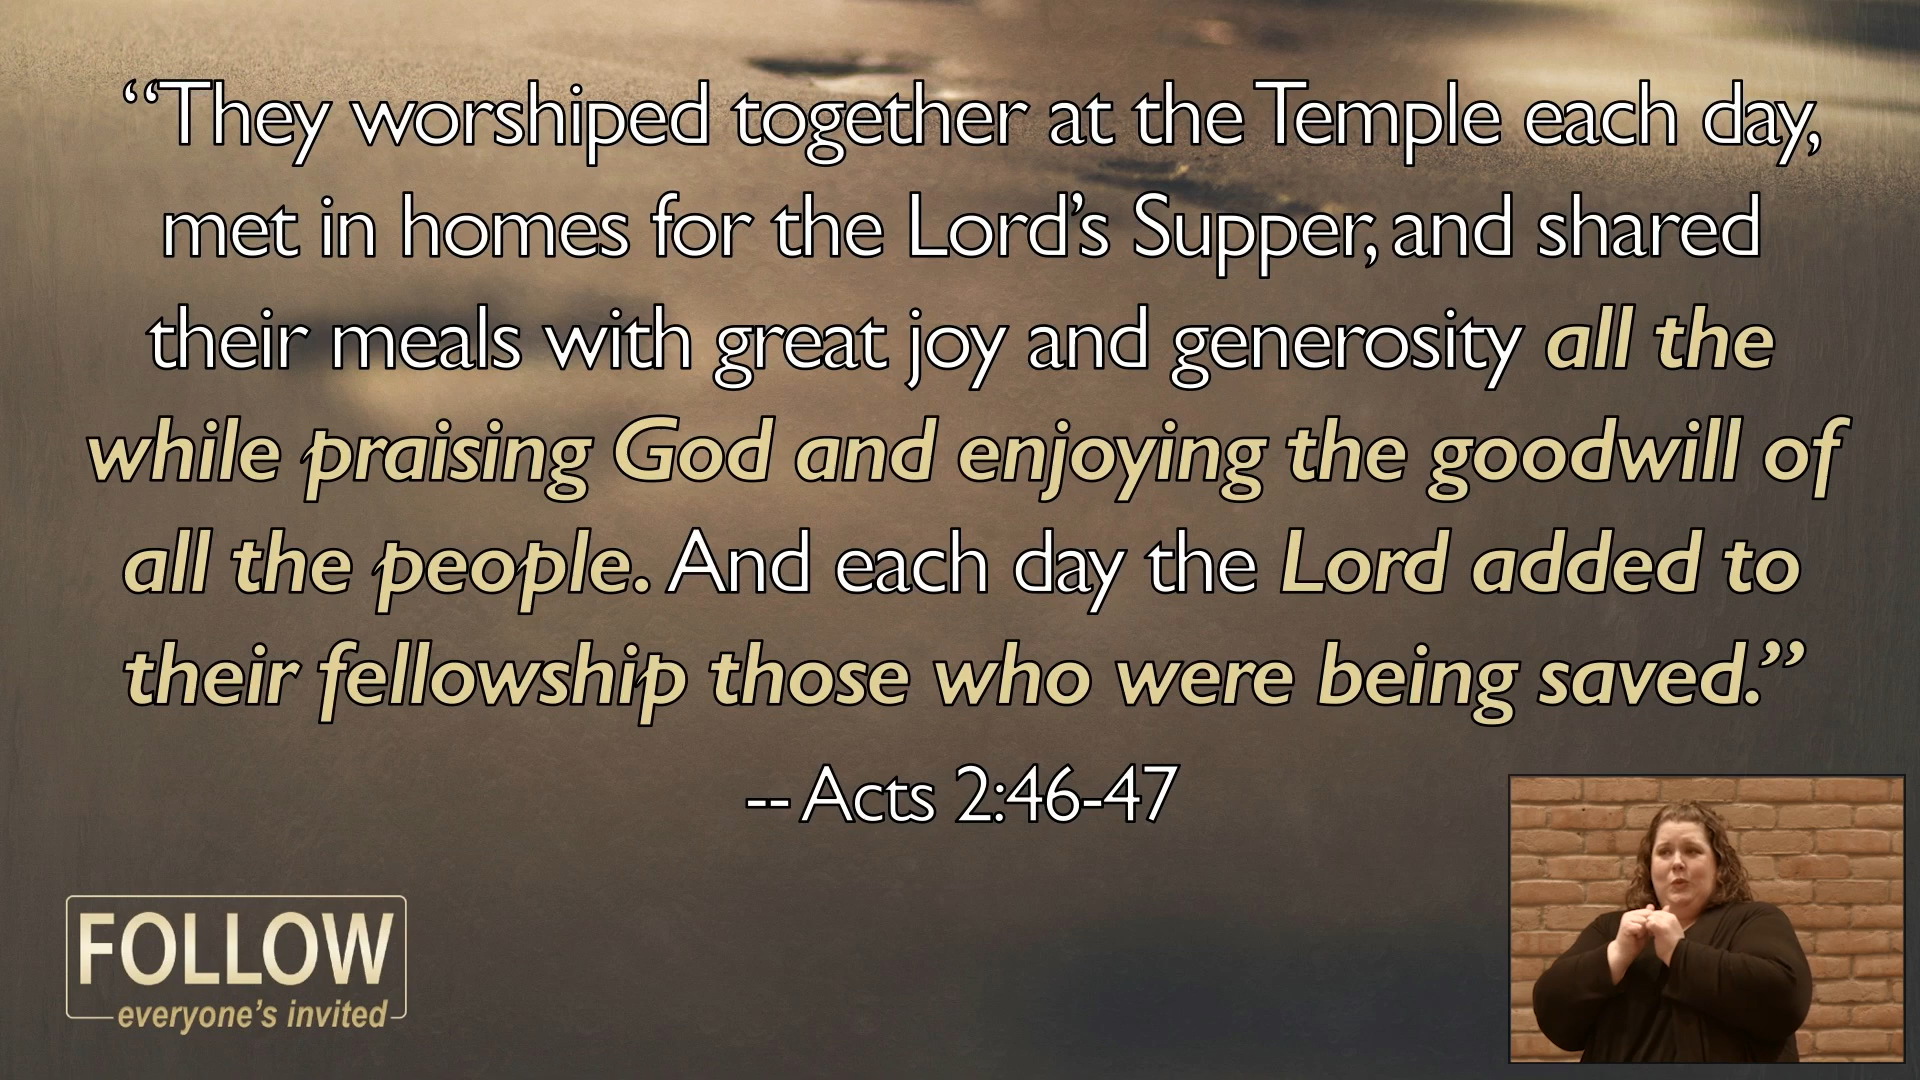 “They worshiped together at the Temple each day,
met in homes for the Lord’s Supper, and shared
their meals with great joy and generosity all the
while praising God and enjoying the goodwill of
all the people. And each day the Lord added to
their fellowship those who were being saved.”
-- Acts 2:46-47
FOLLOW
everyone’s invited